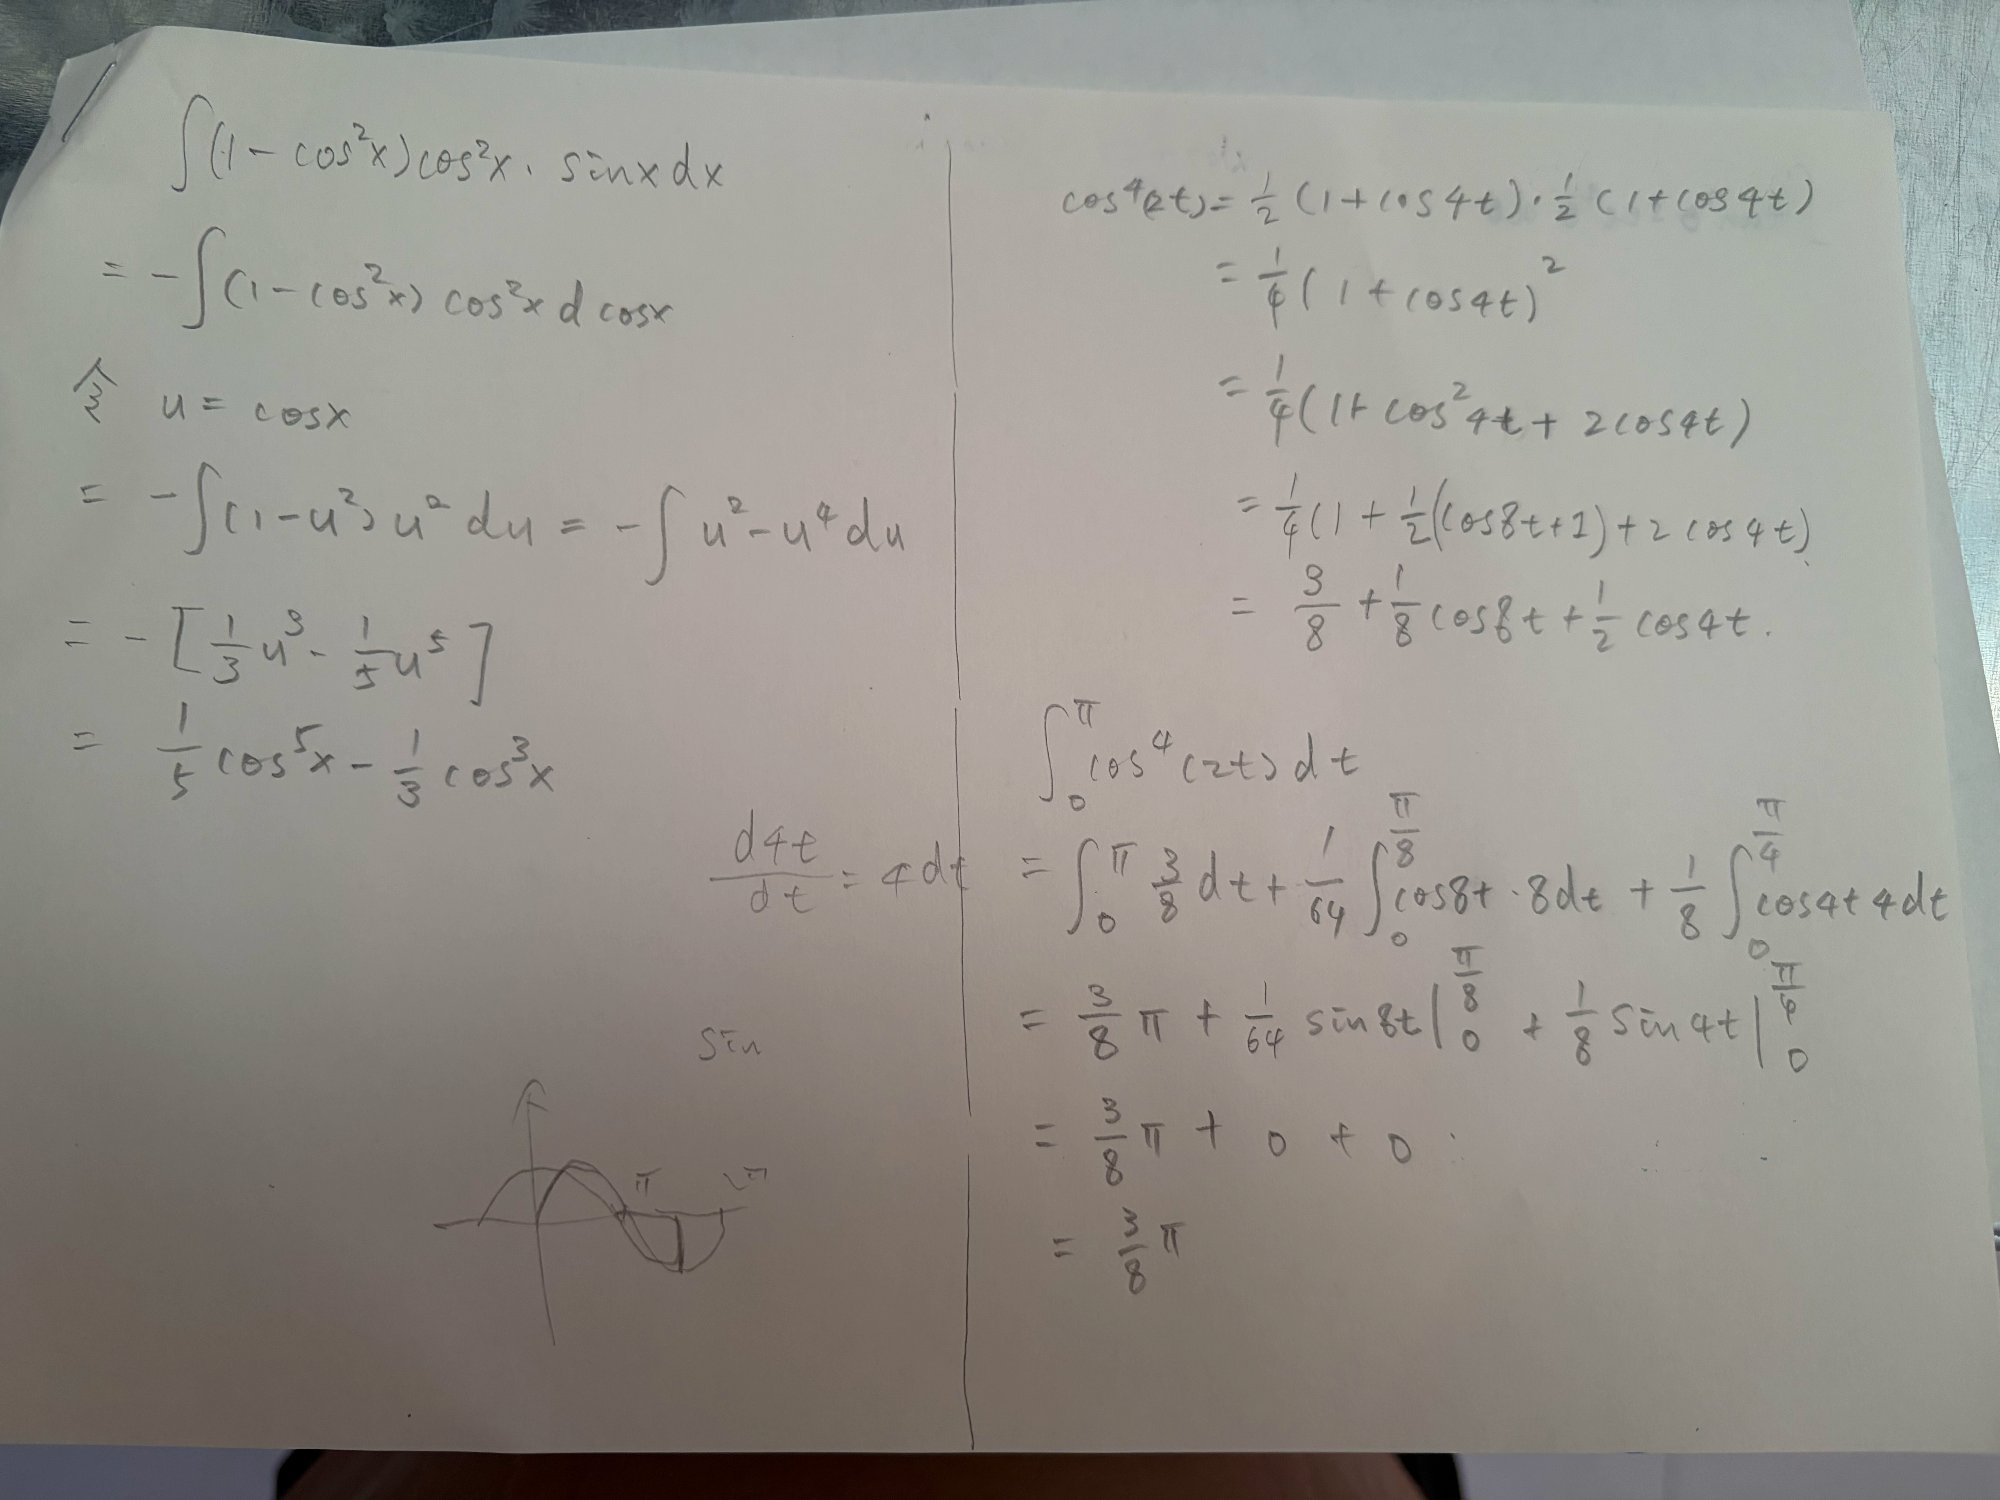 ∫(1-cos²x)cos²x · sinx dx
= -∫(1-cos²x) cos²x d cosx
令 u = cosx
= -∫(1-u²)u² du = -∫ u²-u⁴ du
= -[1/3 u³ - 1/5 u⁵]
= 1/5 cos⁵x - 1/3 cos³x
d4t/dt = 4dt
sin
π 2π
cos⁴(2t) = 1/2 (1+cos4t) · 1/2 (1+cos4t)
= 1/4 (1+cos4t)²
= 1/4 (1+cos²4t + 2cos4t)
= 1/4 (1 + 1/2(cos8t+1) + 2cos4t)
= 3/8 + 1/8 cos8t + 1/2 cos4t.
∫₀^π cos⁴(2t) dt
= ∫₀^π 3/8 dt + 1/64 ∫₀^(π/8) cos8t · 8dt + 1/8 ∫₀^(π/4) cos4t 4dt
= 3/8 π + 1/64 sin8t |₀^(π/8) + 1/8 sin4t |₀^(π/4)
= 3/8 π + 0 + 0
= 3/8 π